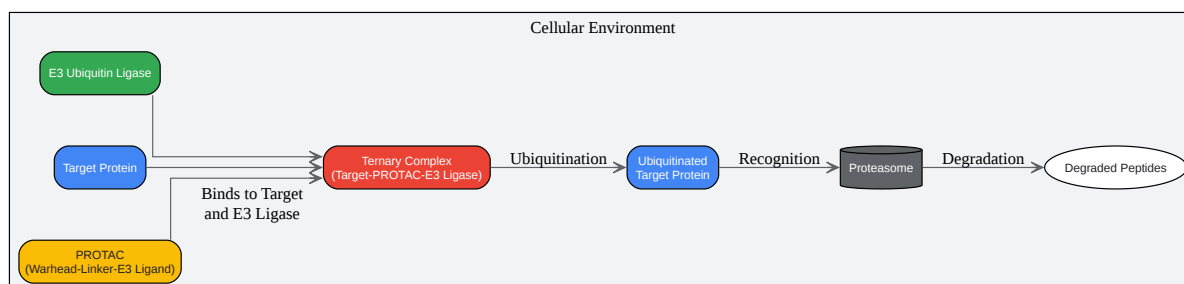 Cellular Environment
E3 Ubiquitin Ligase
Target Protein
PROTAC
(Warhead-Linker-E3 Ligand)
Binds to Target
and E3 Ligase
Ternary Complex
(Target-PROTAC-E3 Ligase)
Ubiquitination
Ubiquitinated
Target Protein
Recognition
Proteasome
Degradation
Degraded Peptides